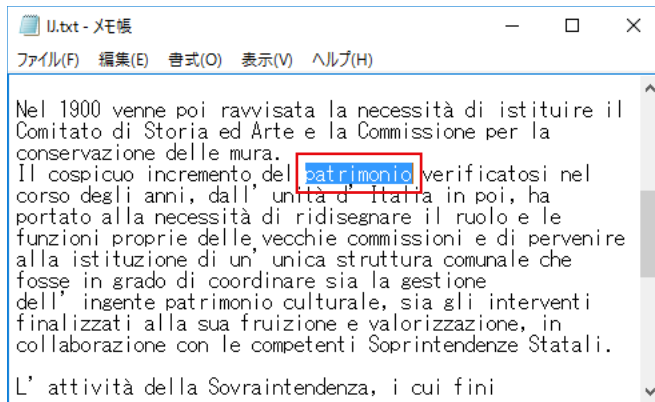 IJ.txt - メモ帳
ファイル(F) 編集(E) 書式(O) 表示(V) ヘルプ(H)
Nel 1900 venne poi ravvisata la necessità di istituire il
Comitato di Storia ed Arte e la Commissione per la
conservazione delle mura.
Il cospicuo incremento del patrimonio verificatosi nel
corso degli anni, dall’unità d’Italia in poi, ha
portato alla necessità di ridisegnare il ruolo e le
funzioni proprie delle vecchie commissioni e di pervenire
alla istituzione di un’unica struttura comunale che
fosse in grado di coordinare sia la gestione
dell’ingente patrimonio culturale, sia gli interventi
finalizzati alla sua fruizione e valorizzazione, in
collaborazione con le competenti Soprintendenze Statali.
L’attività della Sovraintendenza, i cui fini